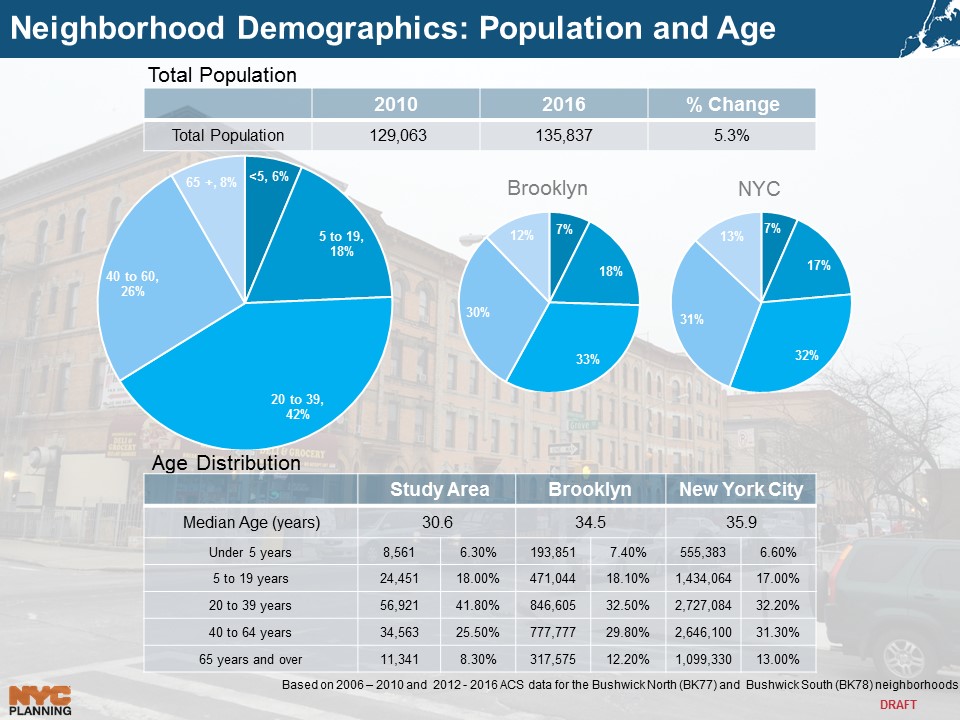 Neighborhood Demographics: Population and Age
Total Population
2010 2016 % Change
Total Population 129,063 135,837 5.3%
<5, 6%
5 to 19,
18%
20 to 39,
42%
40 to 60,
26%
65 +, 8%
Brooklyn
7%
18%
33%
30%
12%
NYC
7%
17%
32%
31%
13%
Age Distribution
Study Area Brooklyn New York City
Median Age (years) 30.6 34.5 35.9
Under 5 years 8,561 6.30% 193,851 7.40% 555,383 6.60%
5 to 19 years 24,451 18.00% 471,044 18.10% 1,434,064 17.00%
20 to 39 years 56,921 41.80% 846,605 32.50% 2,727,084 32.20%
40 to 64 years 34,563 25.50% 777,777 29.80% 2,646,100 31.30%
65 years and over 11,341 8.30% 317,575 12.20% 1,099,330 13.00%
Based on 2006 – 2010 and 2012 - 2016 ACS data for the Bushwick North (BK77) and Bushwick South (BK78) neighborhoods
NYC
PLANNING
DRAFT